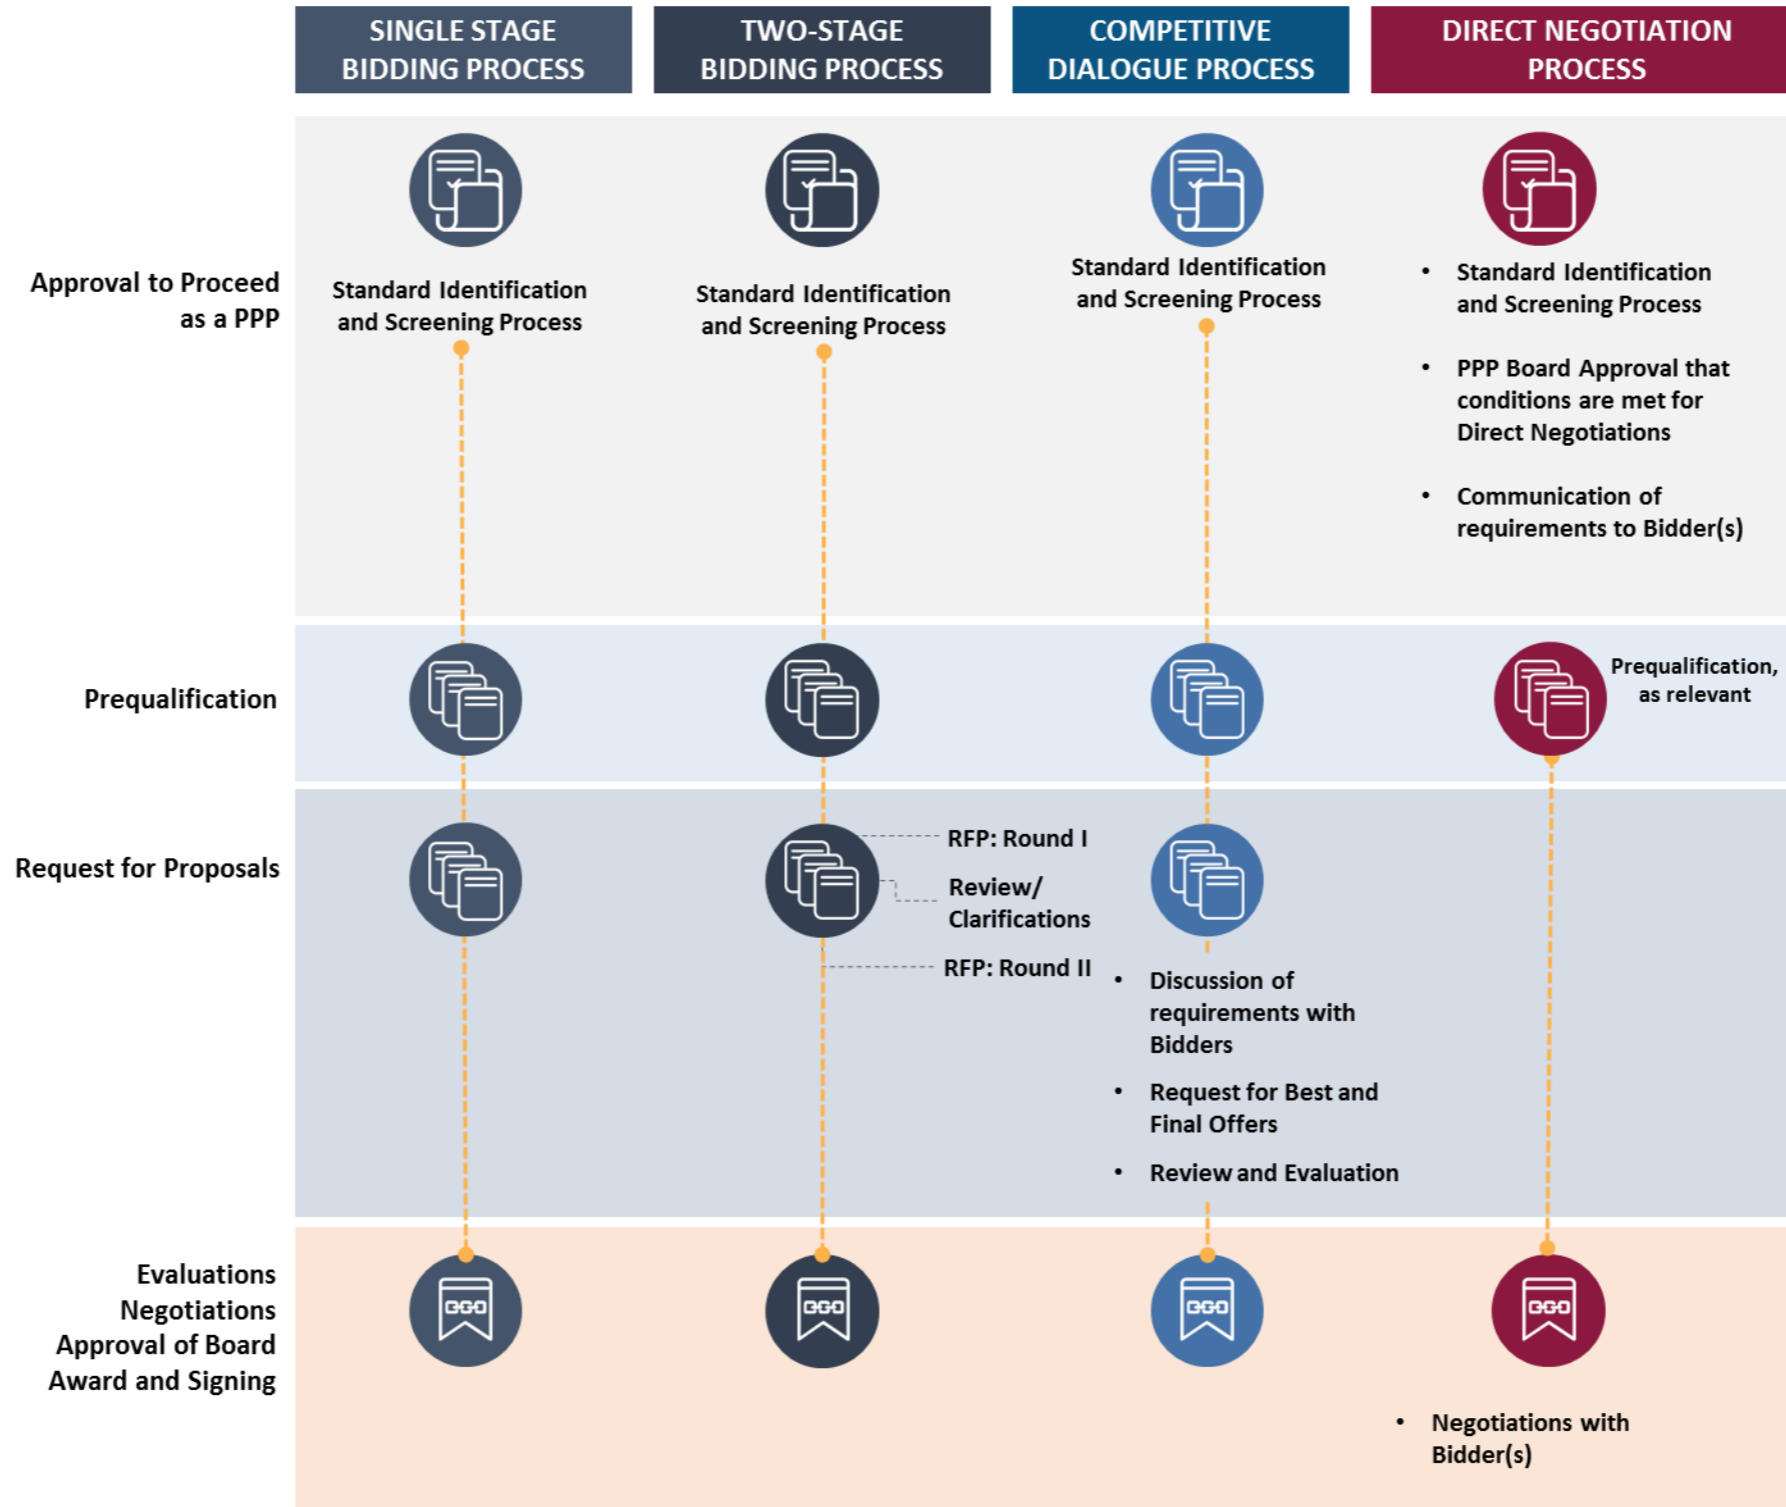 SINGLE STAGE
BIDDING PROCESS
TWO-STAGE
BIDDING PROCESS
COMPETITIVE
DIALOGUE PROCESS
DIRECT NEGOTIATION
PROCESS
Approval to Proceed
as a PPP
Standard Identification
and Screening Process
Standard Identification
and Screening Process
Standard Identification
and Screening Process
• Standard Identification
and Screening Process
• PPP Board Approval that
conditions are met for
Direct Negotiations
• Communication of
requirements to Bidder(s)
Prequalification
Prequalification,
as relevant
Request for Proposals
RFP: Round I
Review/
Clarifications
RFP: Round II
• Discussion of
requirements with
Bidders
• Request for Best and
Final Offers
• Review and Evaluation
Evaluations
Negotiations
Approval of Board
Award and Signing
• Negotiations with
Bidder(s)